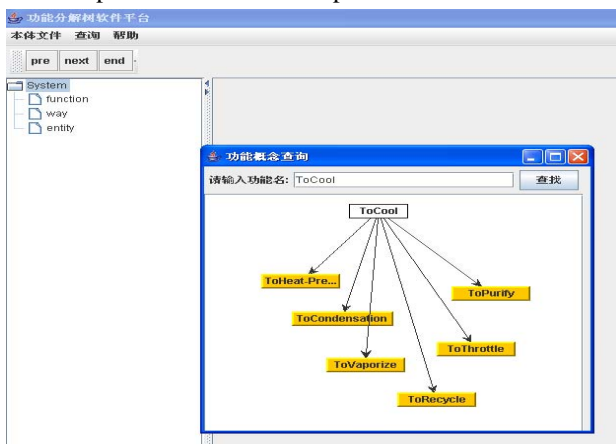 功能分解树软件平台
本体文件 查询 帮助
pre next end
System
function
way
entity
功能概念查询
请输入功能名: ToCool 查找
ToCool
ToHeat-Pre...
ToPurify
ToCondensation
ToThrottle
ToVaporize
ToRecycle